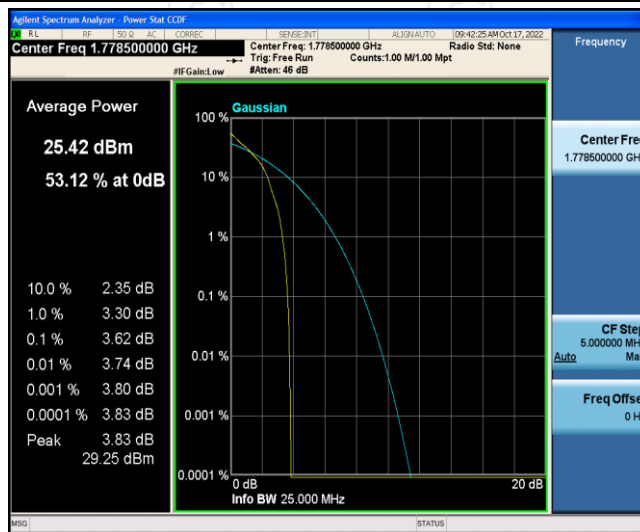 Agilent Spectrum Analyzer - Power Stat CCDF
RL RF 50 Ω AC CORREC SENSE:INT ALIGN AUTO 09:42:25 AM Oct 17, 2022
Center Freq 1.778500000 GHz
Center Freq: 1.778500000 GHz Radio Std: None
Trig: Free Run Counts:1.00 M/1.00 Mpt
#IFGain:Low #Atten: 46 dB
Frequency
Average Power
25.42 dBm
53.12 % at 0dB
10.0 % 2.35 dB
1.0 % 3.30 dB
0.1 % 3.62 dB
0.01 % 3.74 dB
0.001 % 3.80 dB
0.0001 % 3.83 dB
Peak 3.83 dB
29.25 dBm
Gaussian
100 %
10 %
1 %
0.1 %
0.01 %
0.001 %
0.0001 %
0 dB 20 dB
Info BW 25.000 MHz
Center Fre
1.778500000 GH
CF Step
5.000000 MH
Auto Ma
Freq Offse
0 H
MSG STATUS